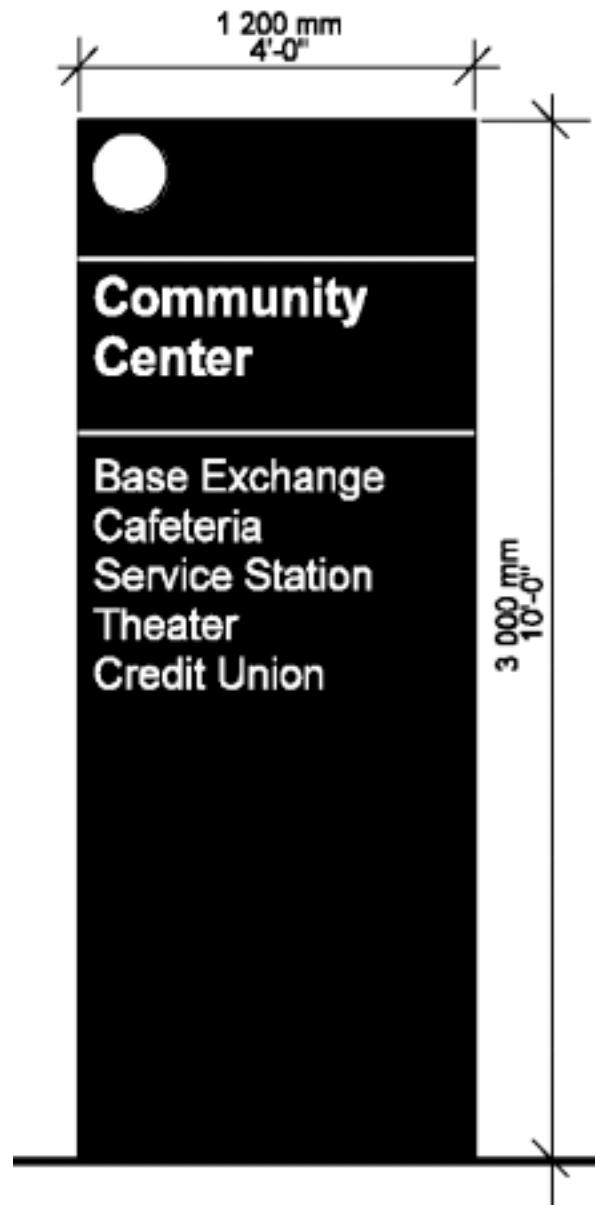 1 200 mm
4'-0"
Community
Center
Base Exchange
Cafeteria
Service Station
Theater
Credit Union
3 000 mm
10'-0"